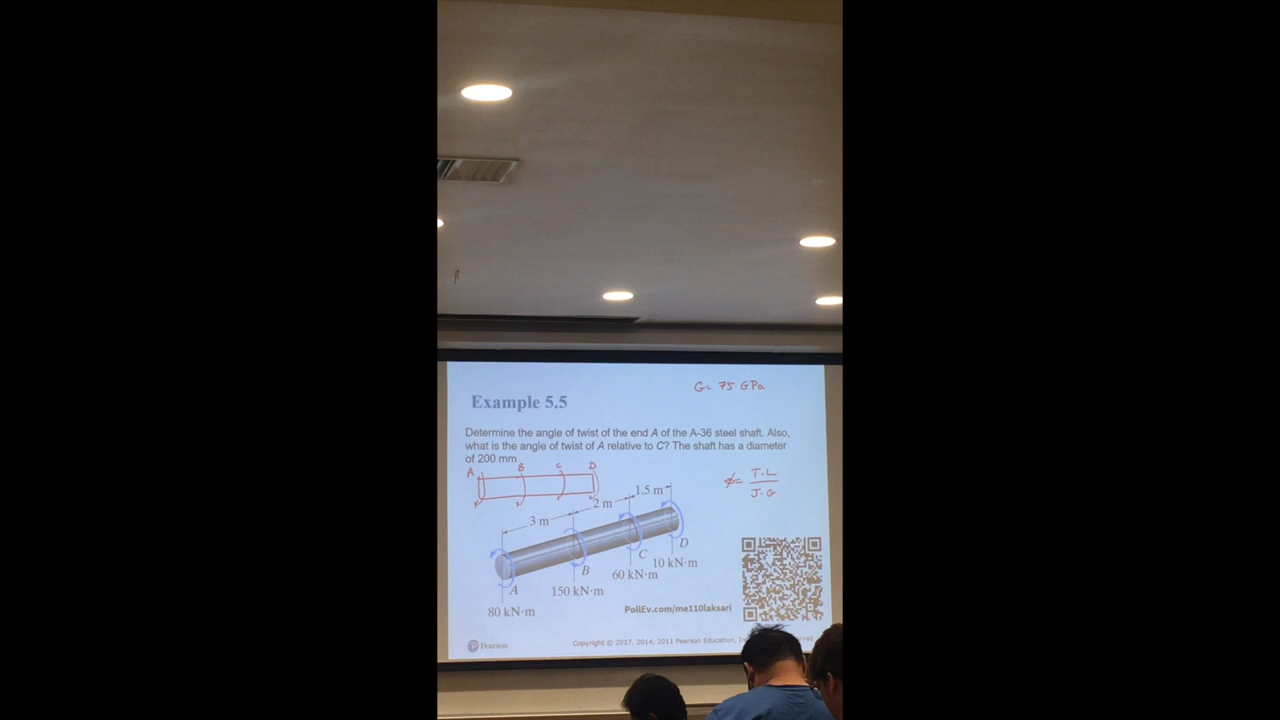 G= 75 GPa
Example 5.5
Determine the angle of twist of the end A of the A-36 steel shaft. Also,
what is the angle of twist of A relative to C? The shaft has a diameter
of 200 mm
A B C D
ϕ= T·L
J·G
1.5 m
2 m
3 m
D
C
10 kN·m
B
60 kN·m
A
150 kN·m
80 kN·m
PollEv.com/me110laksari
Pearson
Copyright © 2017, 2014, 2011 Pearson Education,